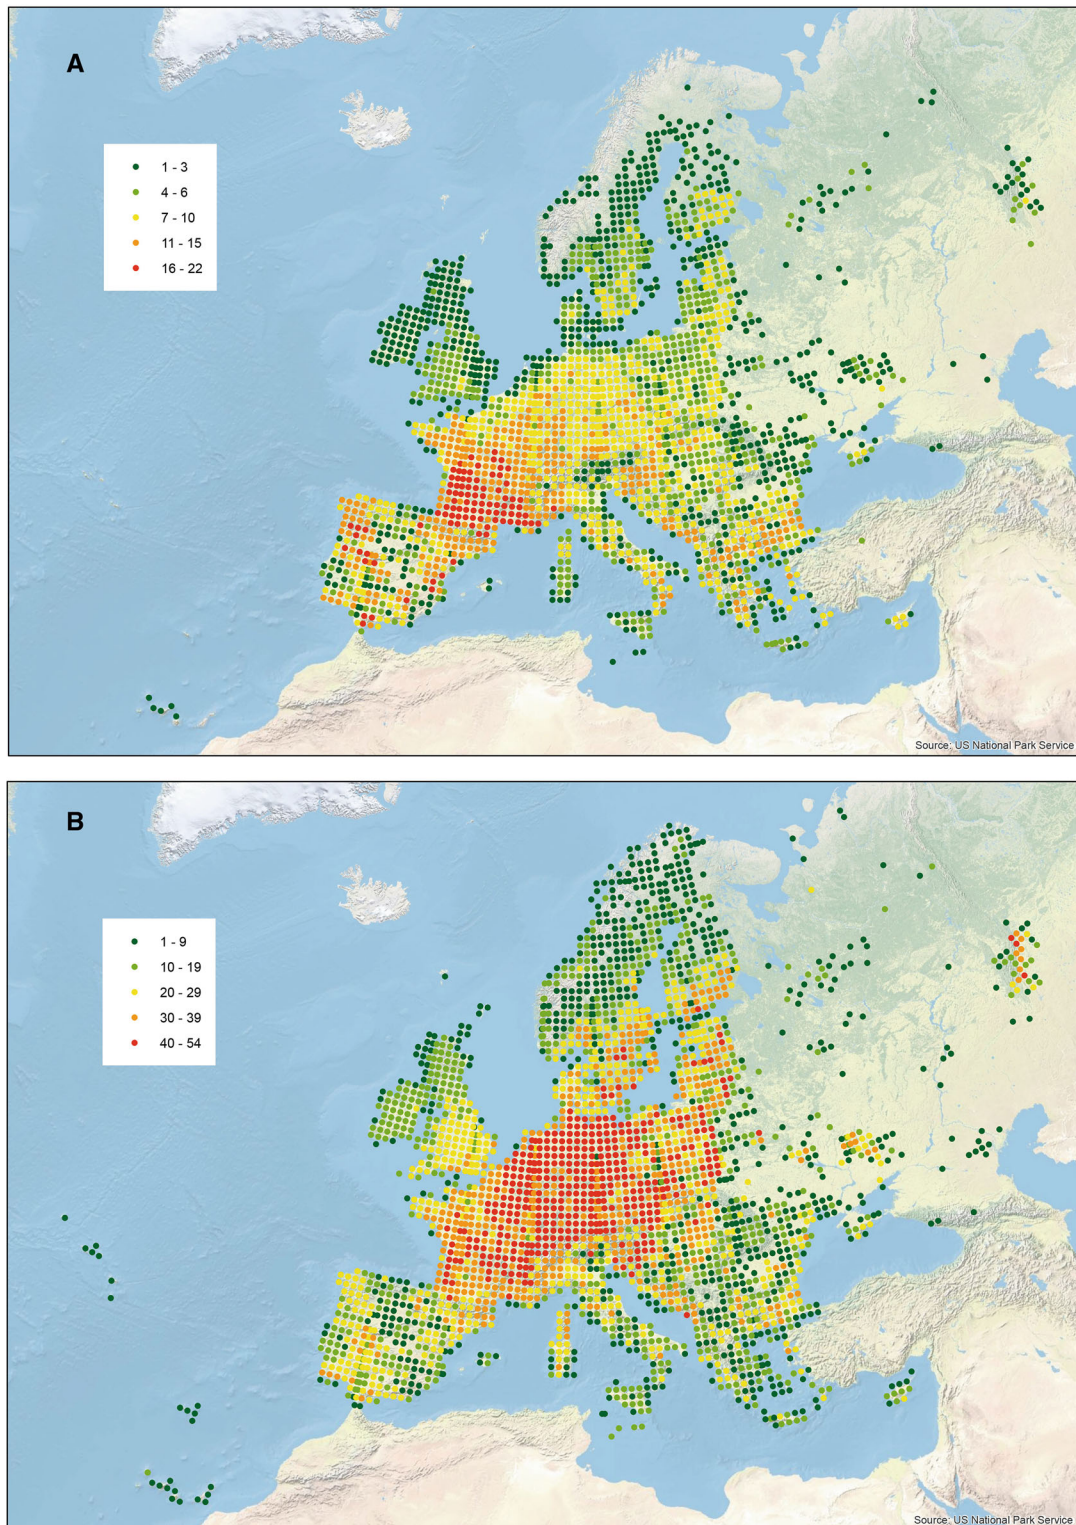 A
1 - 3
4 - 6
7 - 10
11 - 15
16 - 22
Source: US National Park Service
B
1 - 9
10 - 19
20 - 29
30 - 39
40 - 54
Source: US National Park Service